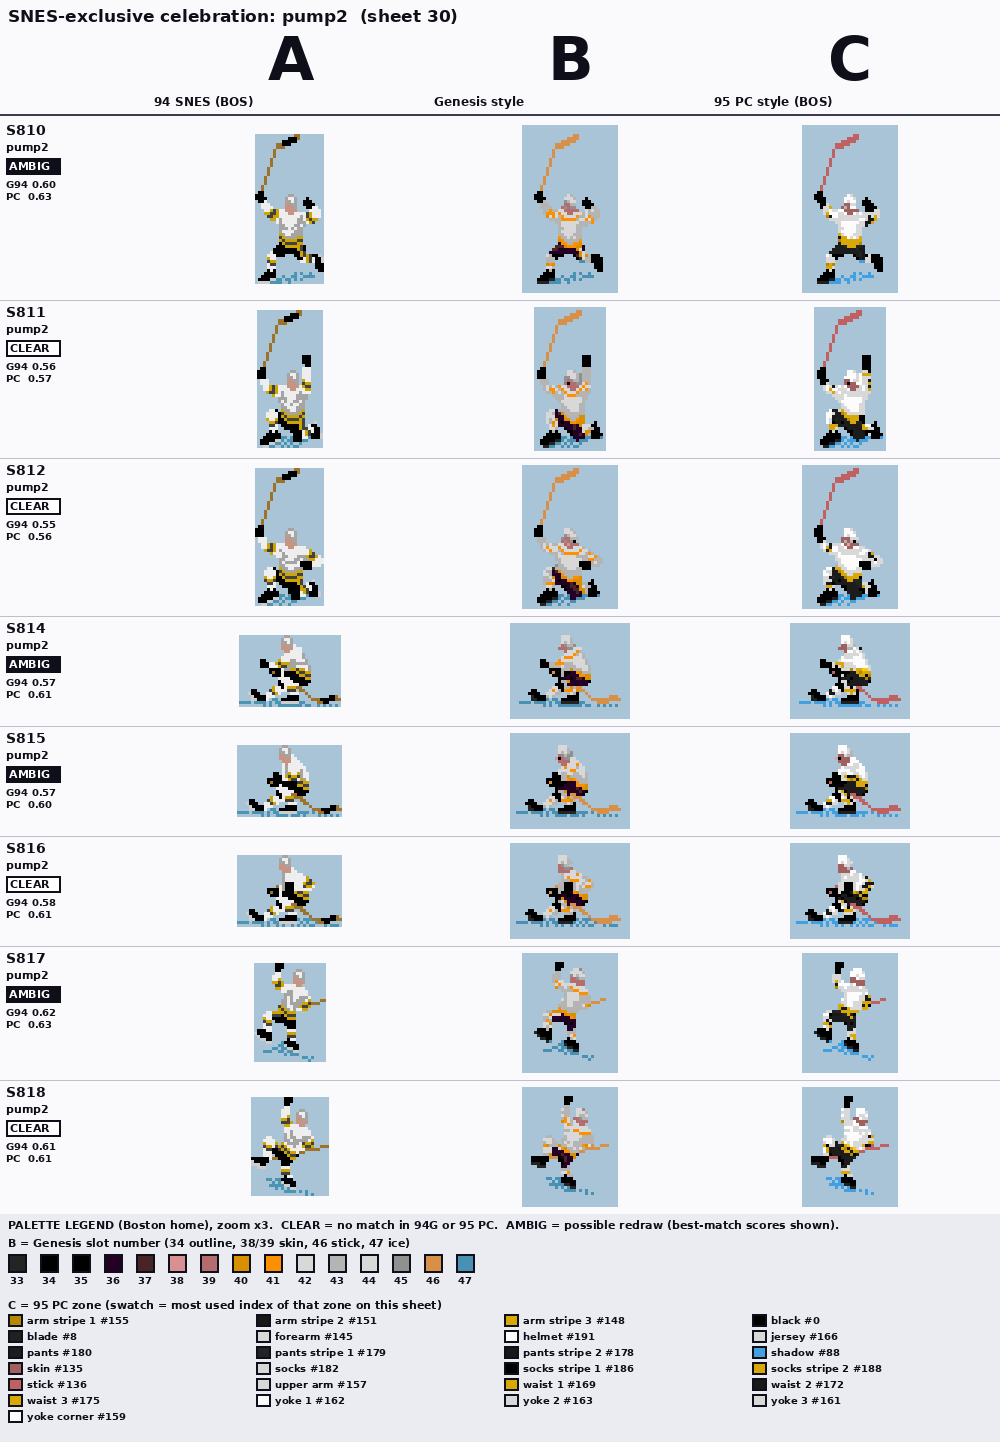 SNES-exclusive celebration: pump2  (sheet 30)
A B C
94 SNES (BOS) Genesis style 95 PC style (BOS)
S810
pump2
AMBIG
G94 0.60
PC 0.63
S811
pump2
CLEAR
G94 0.56
PC 0.57
S812
pump2
CLEAR
G94 0.55
PC 0.56
S814
pump2
AMBIG
G94 0.57
PC 0.61
S815
pump2
AMBIG
G94 0.57
PC 0.60
S816
pump2
CLEAR
G94 0.58
PC 0.61
S817
pump2
AMBIG
G94 0.62
PC 0.63
S818
pump2
CLEAR
G94 0.61
PC 0.61
PALETTE LEGEND (Boston home), zoom x3.  CLEAR = no match in 94G or 95 PC.  AMBIG = possible redraw (best-match scores shown).
B = Genesis slot number (34 outline, 38/39 skin, 46 stick, 47 ice)
33 34 35 36 37 38 39 40 41 42 43 44 45 46 47
C = 95 PC zone (swatch = most used index of that zone on this sheet)
arm stripe 1 #155 arm stripe 2 #151 arm stripe 3 #148 black #0
blade #8 forearm #145 helmet #191 jersey #166
pants #180 pants stripe 1 #179 pants stripe 2 #178 shadow #88
skin #135 socks #182 socks stripe 1 #186 socks stripe 2 #188
stick #136 upper arm #157 waist 1 #169 waist 2 #172
waist 3 #175 yoke 1 #162 yoke 2 #163 yoke 3 #161
yoke corner #159